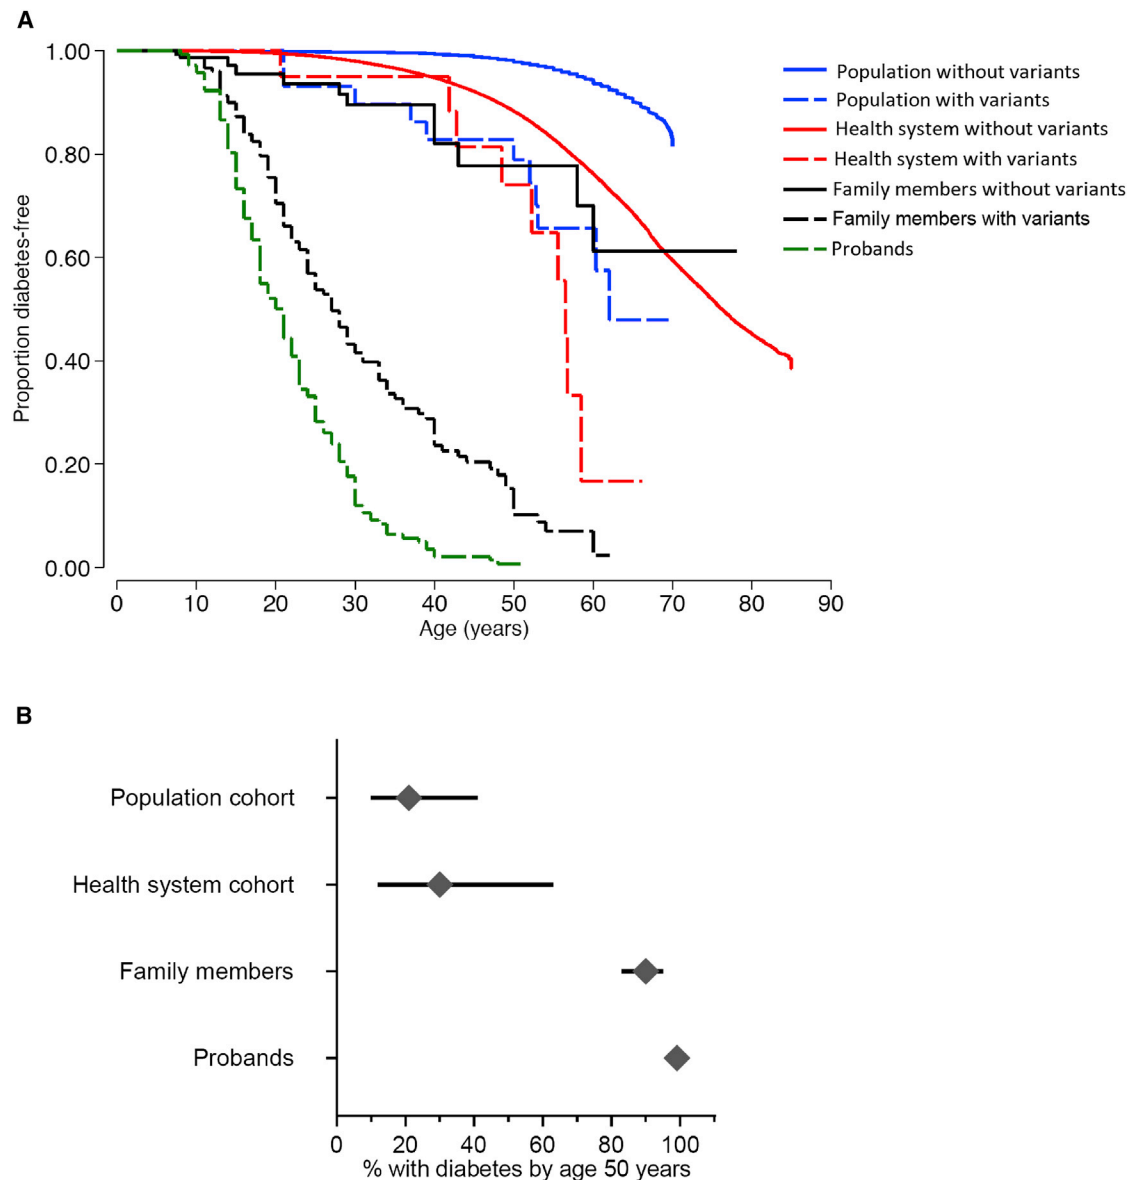 A
1.00
0.80
0.60
0.40
0.20
0.00
Proportion diabetes-free
0 10 20 30 40 50 60 70 80 90
Age (years)
Population without variants
Population with variants
Health system without variants
Health system with variants
Family members without variants
Family members with variants
Probands
B
Population cohort
Health system cohort
Family members
Probands
0 20 40 60 80 100
% with diabetes by age 50 years